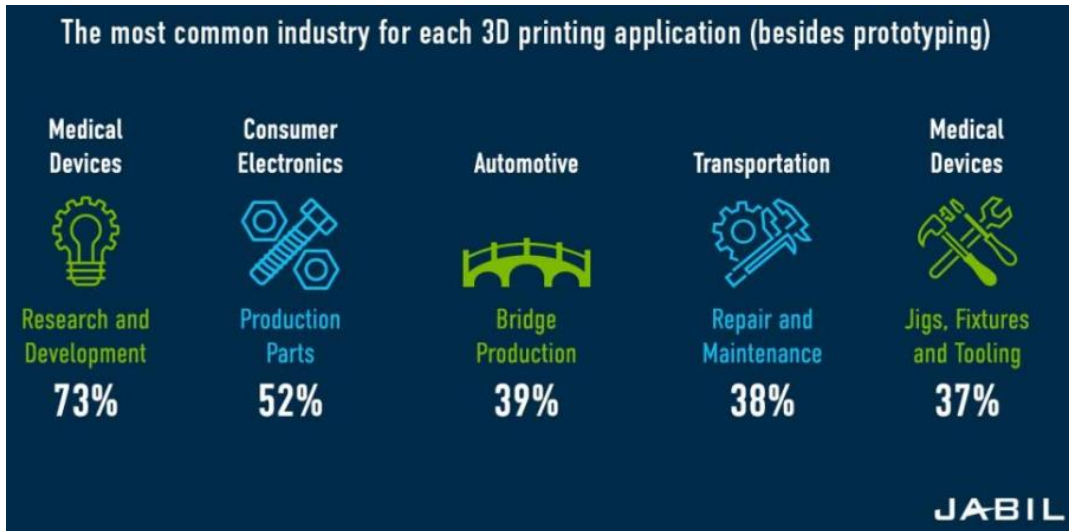 The most common industry for each 3D printing application (besides prototyping)
Medical
Devices
Research and
Development
73%
Consumer
Electronics
Production
Parts
52%
Automotive
Bridge
Production
39%
Transportation
Repair and
Maintenance
38%
Medical
Devices
Jigs, Fixtures
and Tooling
37%
JABIL